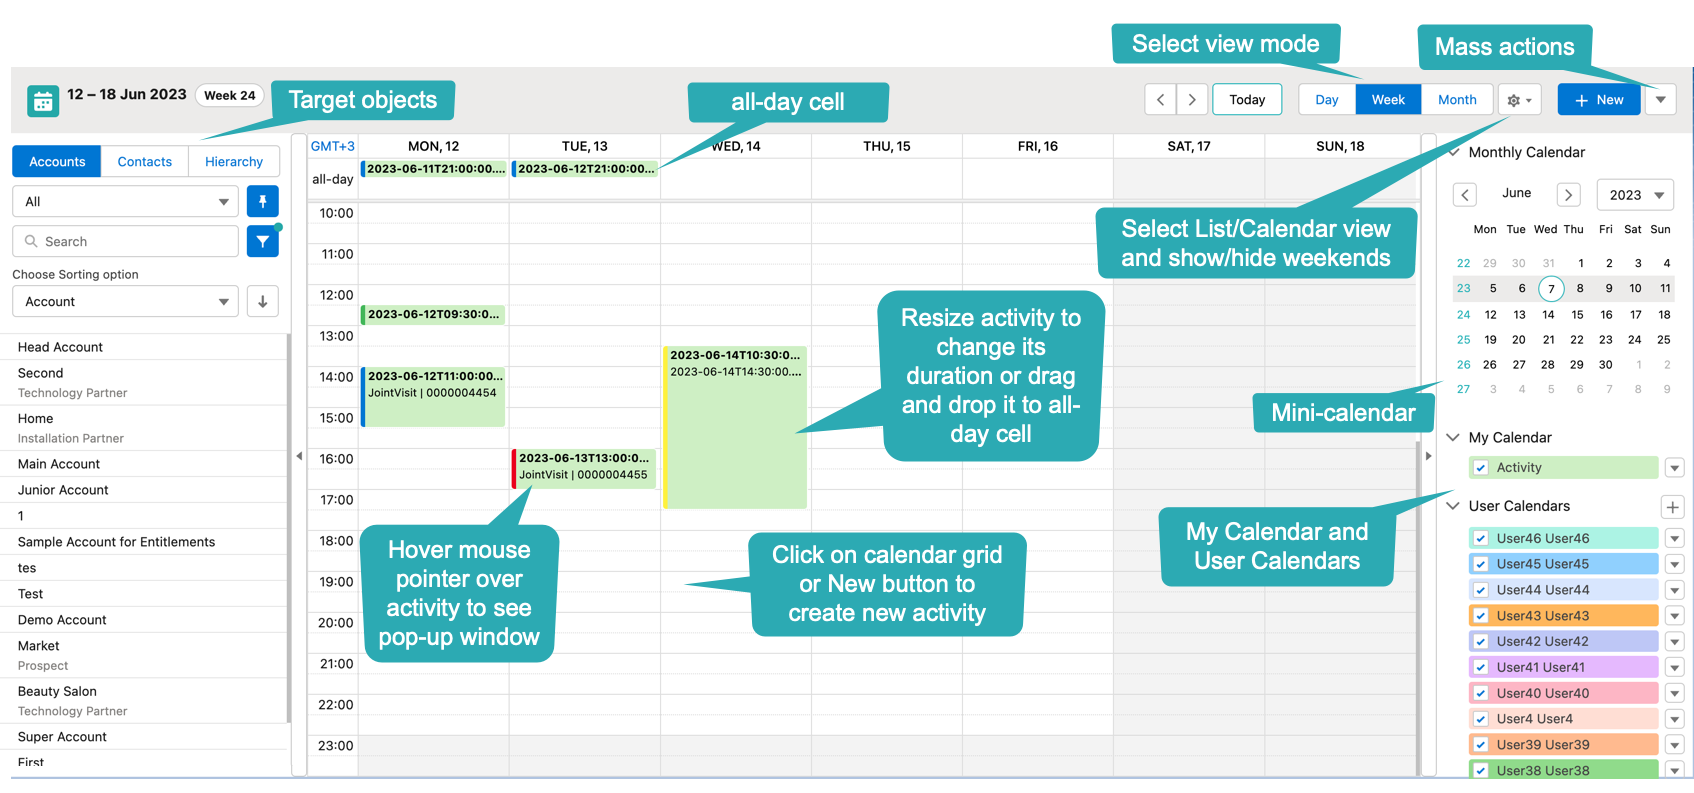 Select view mode
Mass actions
12 – 18 Jun 2023
Week 24
Target objects
all-day cell
Today
Day
Week
Month
+ New
Accounts
Contacts
Hierarchy
All
Search
Choose Sorting option
Account
Head Account
Second
Technology Partner
Home
Installation Partner
Main Account
Junior Account
1
Sample Account for Entitlements
tes
Test
Demo Account
Market
Prospect
Beauty Salon
Technology Partner
Super Account
First
GMT+3
MON, 12
TUE, 13
WED, 14
THU, 15
FRI, 16
SAT, 17
SUN, 18
all-day
2023-06-11T21:00:00....
2023-06-12T21:00:00...
10:00
11:00
12:00
13:00
14:00
15:00
16:00
17:00
18:00
19:00
20:00
21:00
22:00
23:00
2023-06-12T09:30:0...
2023-06-12T11:00:00...
JointVisit | 0000004454
2023-06-13T13:00:0...
JointVisit | 0000004455
2023-06-14T10:30:0...
2023-06-14T14:30:00....
Select List/Calendar view
and show/hide weekends
Resize activity to
change its
duration or drag
and drop it to all-
day cell
Hover mouse
pointer over
activity to see
pop-up window
Click on calendar grid
or New button to
create new activity
Mini-calendar
My Calendar and
User Calendars
Monthly Calendar
June
2023
Mon Tue Wed Thu Fri Sat Sun
22 29 30 31 1 2 3 4
23 5 6 7 8 9 10 11
24 12 13 14 15 16 17 18
25 19 20 21 22 23 24 25
26 26 27 28 29 30 1 2
27 3 4 5 6 7 8 9
My Calendar
Activity
User Calendars
User46 User46
User45 User45
User44 User44
User43 User43
User42 User42
User41 User41
User40 User40
User4 User4
User39 User39
User38 User38